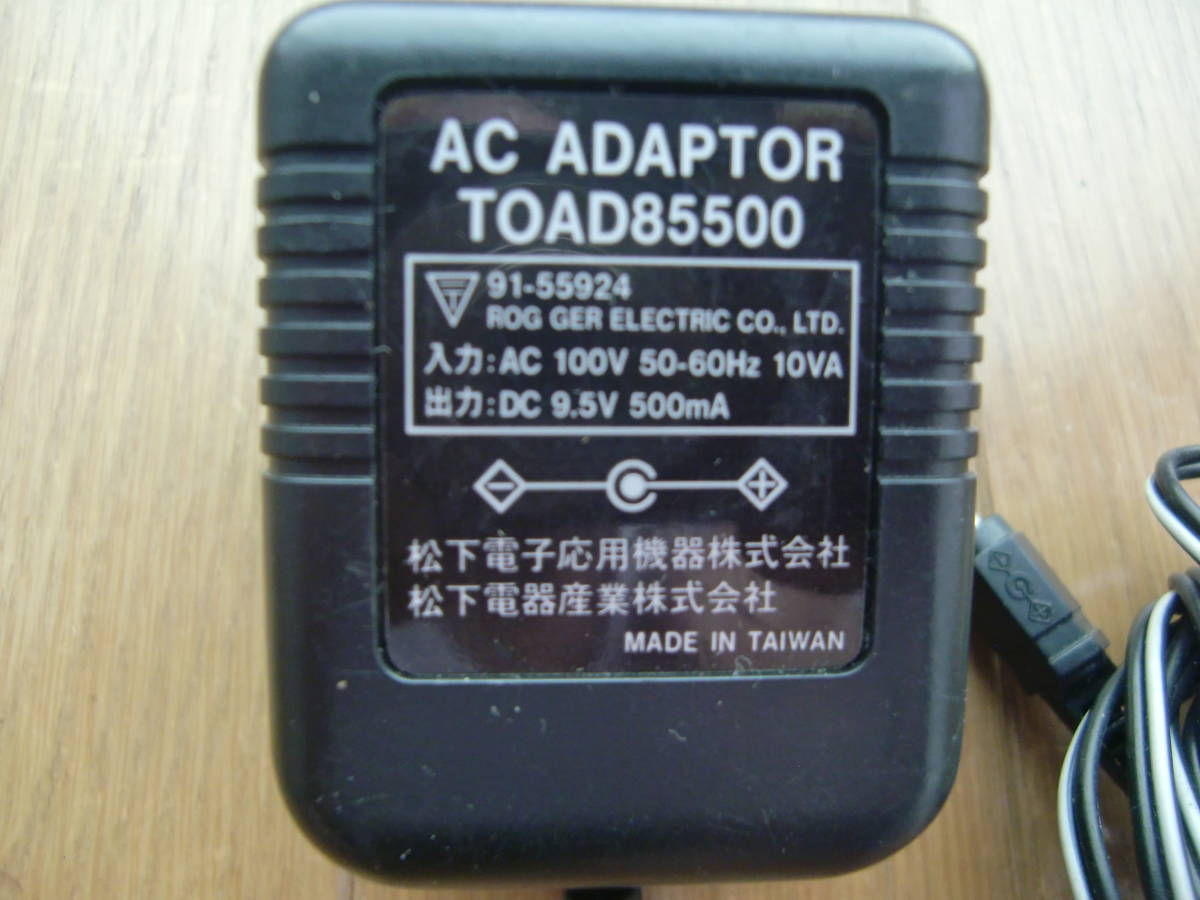 AC ADAPTOR
TOAD85500
T 91-55924
ROG GER ELECTRIC CO., LTD.
入力:AC 100V 50-60Hz 10VA
出力:DC 9.5V 500mA
松下電子応用機器株式会社
松下電器産業株式会社
MADE IN TAIWAN